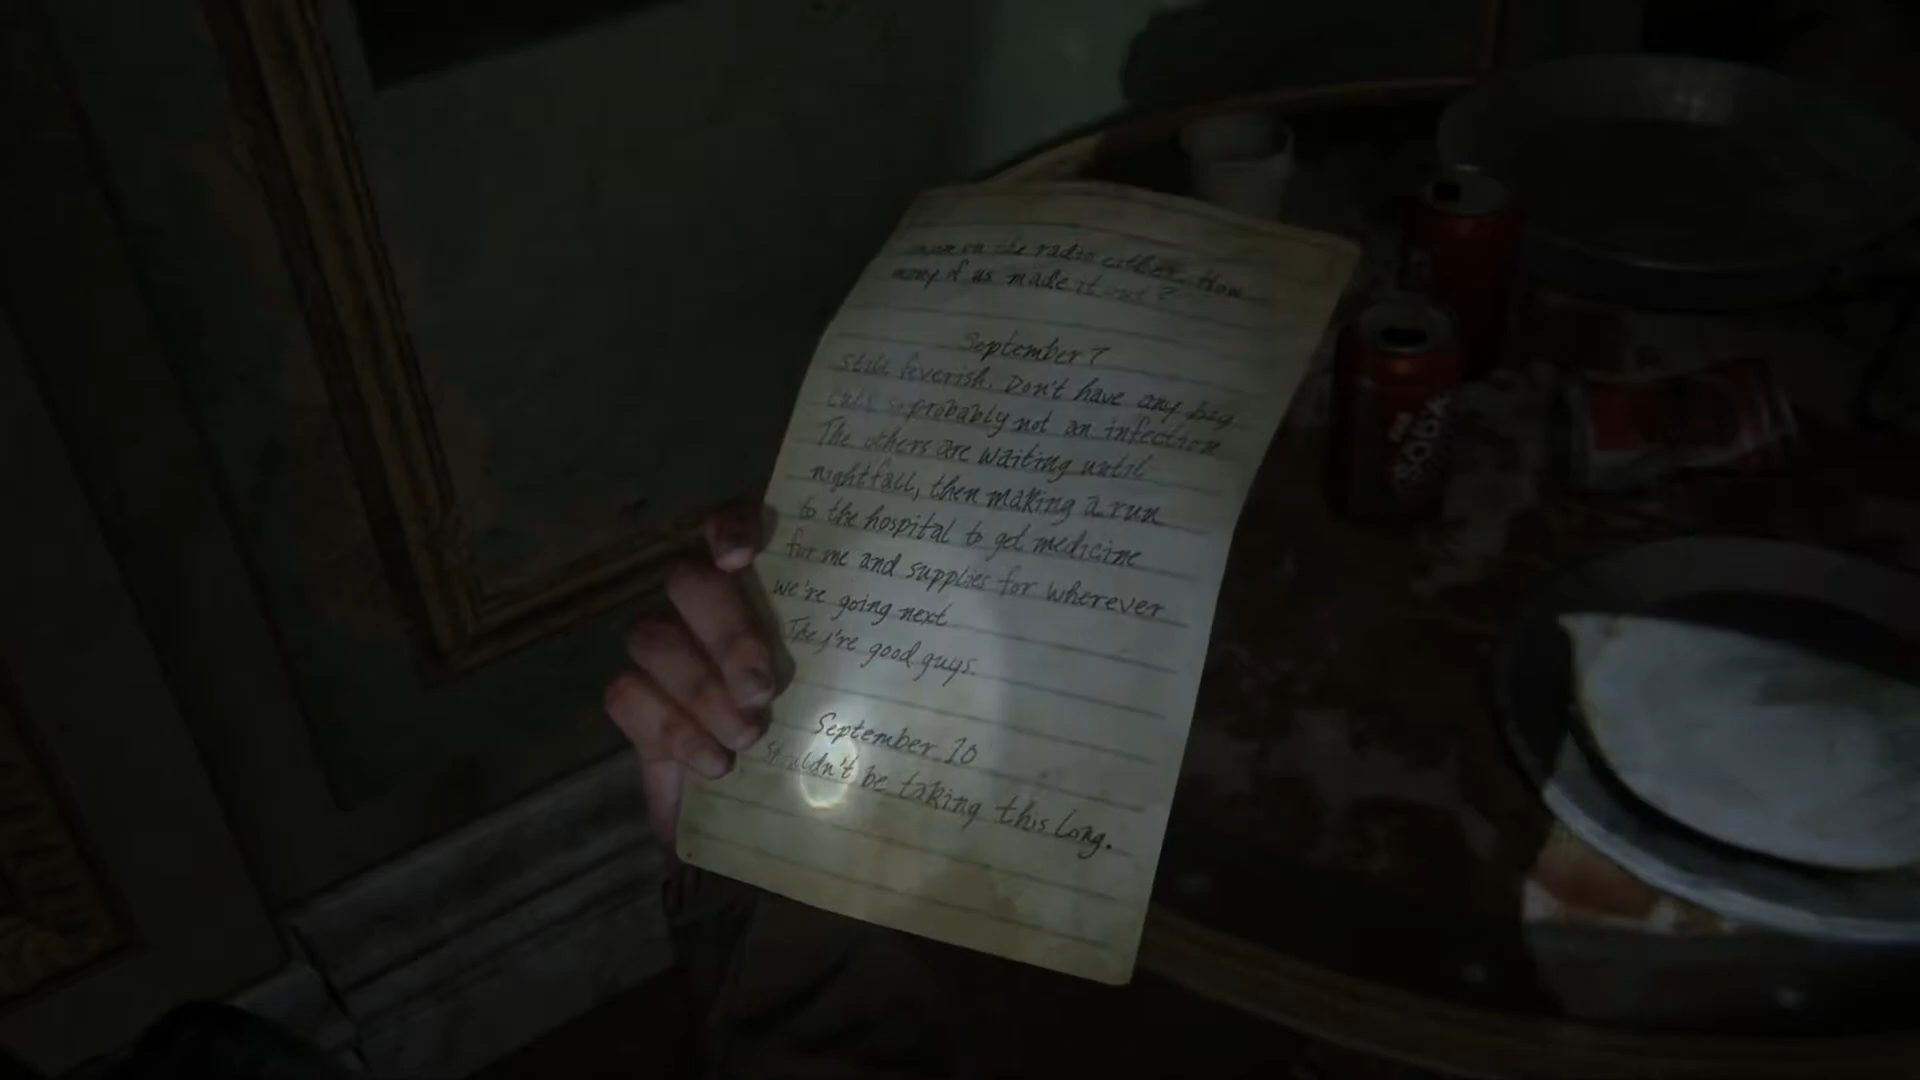 on the radio either. How
many of us made it out?
September 7
still feverish. Don't have any big
cuts so probably not an infection
The others are waiting until
nightfall, then making a run
to the hospital to get medicine
for me and supplies for wherever
we're going next
They're good guys.
September 10
Shouldn't be taking this long.
SODA